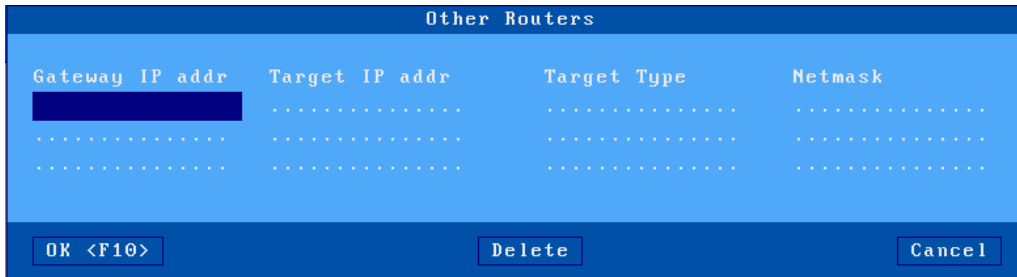 Other Routers
Gateway IP addr Target IP addr Target Type Netmask
............... ............... ...............
............... ............... ............... ...............
............... ............... ............... ...............
OK <F10> Delete Cancel